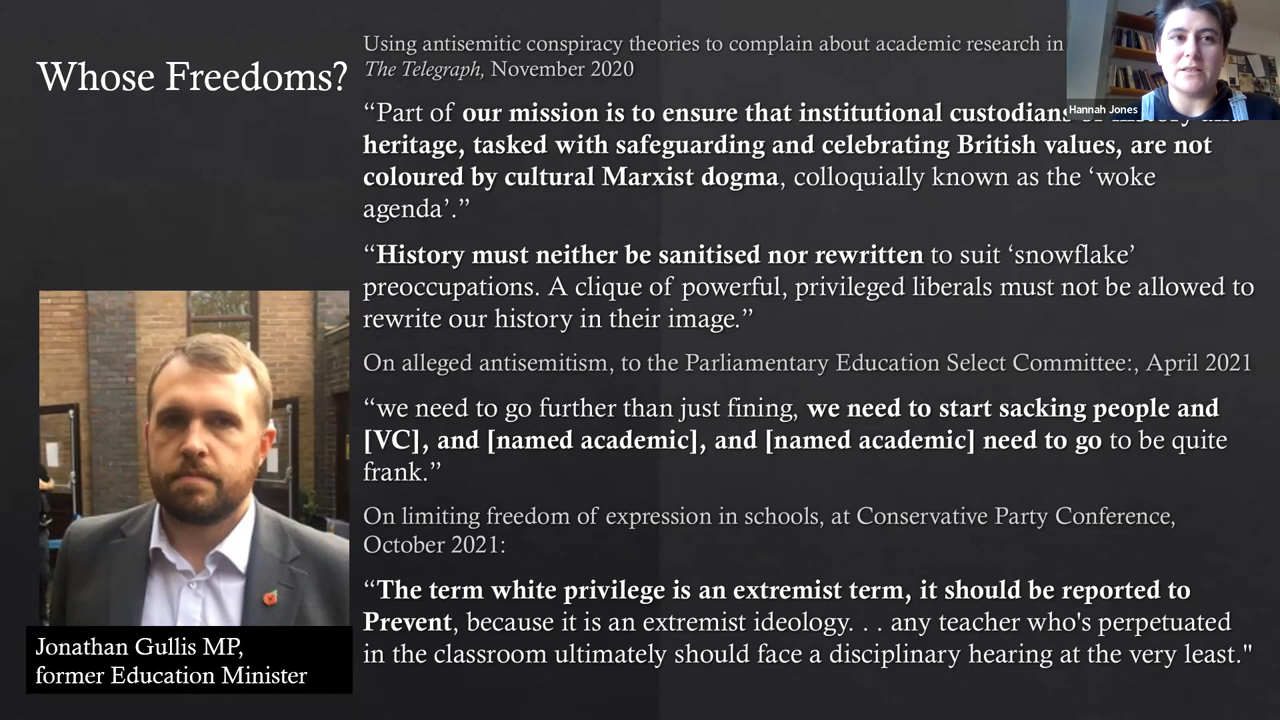 Whose Freedoms?
Using antisemitic conspiracy theories to complain about academic research in
The Telegraph, November 2020
“Part of our mission is to ensure that institutional custodians
heritage, tasked with safeguarding and celebrating British values, are not
coloured by cultural Marxist dogma, colloquially known as the ‘woke
agenda’.”
“History must neither be sanitised nor rewritten to suit ‘snowflake’
preoccupations. A clique of powerful, privileged liberals must not be allowed to
rewrite our history in their image.”
On alleged antisemitism, to the Parliamentary Education Select Committee:, April 2021
“we need to go further than just fining, we need to start sacking people and
[VC], and [named academic], and [named academic] need to go to be quite
frank.”
On limiting freedom of expression in schools, at Conservative Party Conference,
October 2021:
“The term white privilege is an extremist term, it should be reported to
Prevent, because it is an extremist ideology. . . any teacher who's perpetuated
in the classroom ultimately should face a disciplinary hearing at the very least."
Jonathan Gullis MP,
former Education Minister
Hannah Jones